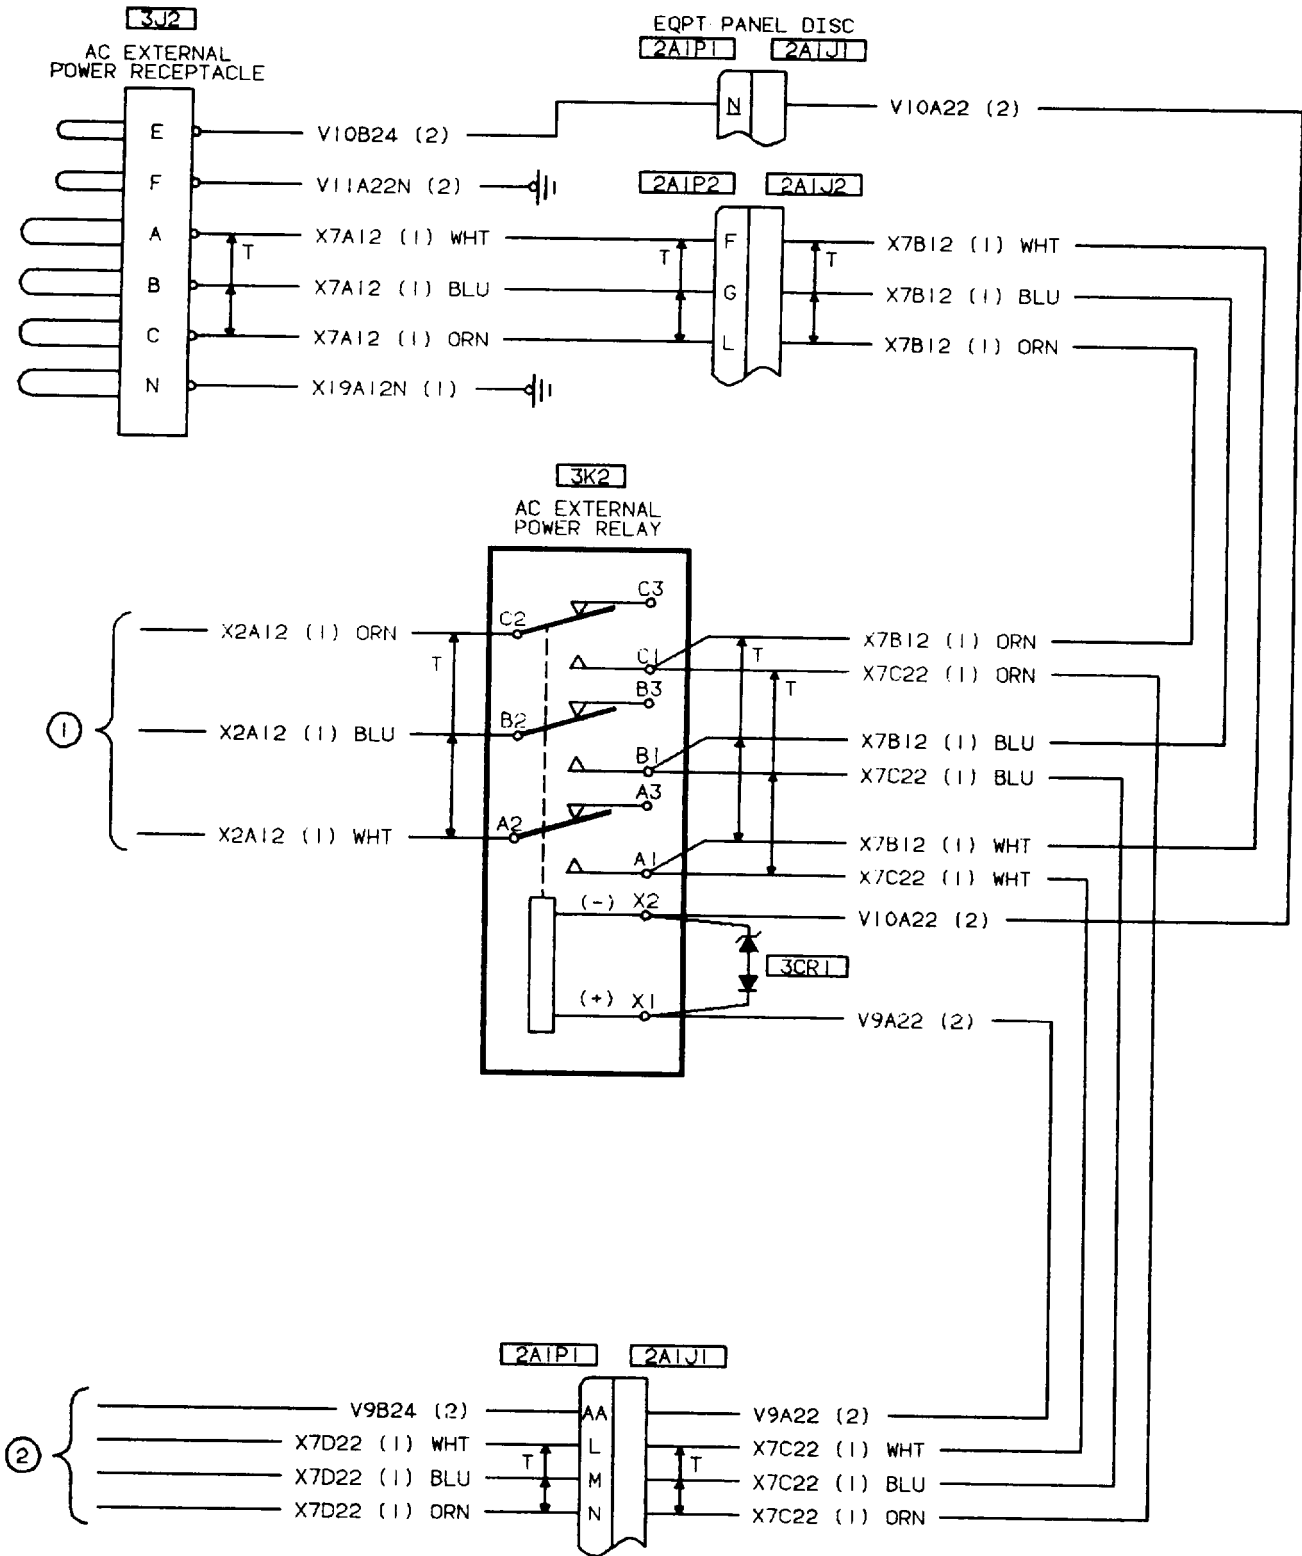 3J2
AC EXTERNAL
POWER RECEPTACLE
EQPT PANEL DISC
2A1P1 2A1J1
E V10B24 (2) N V10A22 (2)
F V11A22N (2)
2A1P2 2A1J2
A X7A12 (1) WHT F X7B12 (1) WHT
T T T
B X7A12 (1) BLU G X7B12 (1) BLU
C X7A12 (1) ORN L X7B12 (1) ORN
N X19A12N (1)
3K2
AC EXTERNAL
POWER RELAY
C3
X2A12 (1) ORN C2
C1 X7B12 (1) ORN
T T
X7C22 (1) ORN
T
B3
1 X2A12 (1) BLU B2
B1 X7B12 (1) BLU
X7C22 (1) BLU
A3
X2A12 (1) WHT A2
A1 X7B12 (1) WHT
X7C22 (1) WHT
(-) X2 V10A22 (2)
3CR1
(+) X1 V9A22 (2)
2A1P1 2A1J1
V9B24 (2) AA V9A22 (2)
X7D22 (1) WHT L X7C22 (1) WHT
2 T T
X7D22 (1) BLU M X7C22 (1) BLU
X7D22 (1) ORN N X7C22 (1) ORN